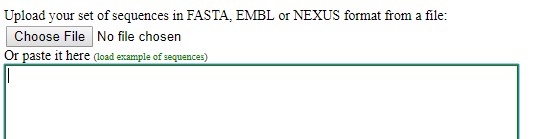 Upload your set of sequences in FASTA, EMBL or NEXUS format from a file:
Choose File No file chosen
Or paste it here (load example of sequences)